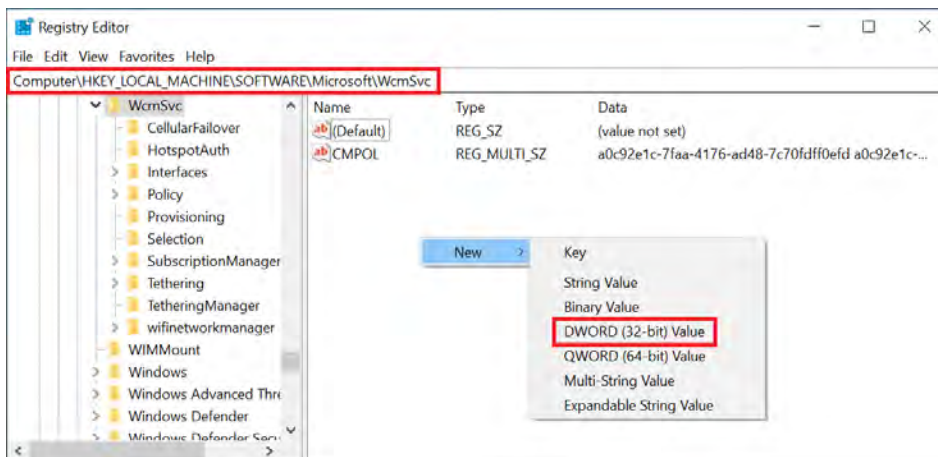 Registry Editor
File Edit View Favorites Help
Computer\HKEY_LOCAL_MACHINE\SOFTWARE\Microsoft\WcmSvc
WcmSvc
CellularFailover
HotspotAuth
Interfaces
Policy
Provisioning
Selection
SubscriptionManager
Tethering
TetheringManager
wifinetworkmanager
WIMMount
Windows
Windows Advanced Thre
Windows Defender
Windows Defender Secu
Name Type Data
(Default) REG_SZ (value not set)
CMPOL REG_MULTI_SZ a0c92e1c-7faa-4176-ad48-7c70fdff0efd a0c92e1c-...
New
Key
String Value
Binary Value
DWORD (32-bit) Value
QWORD (64-bit) Value
Multi-String Value
Expandable String Value